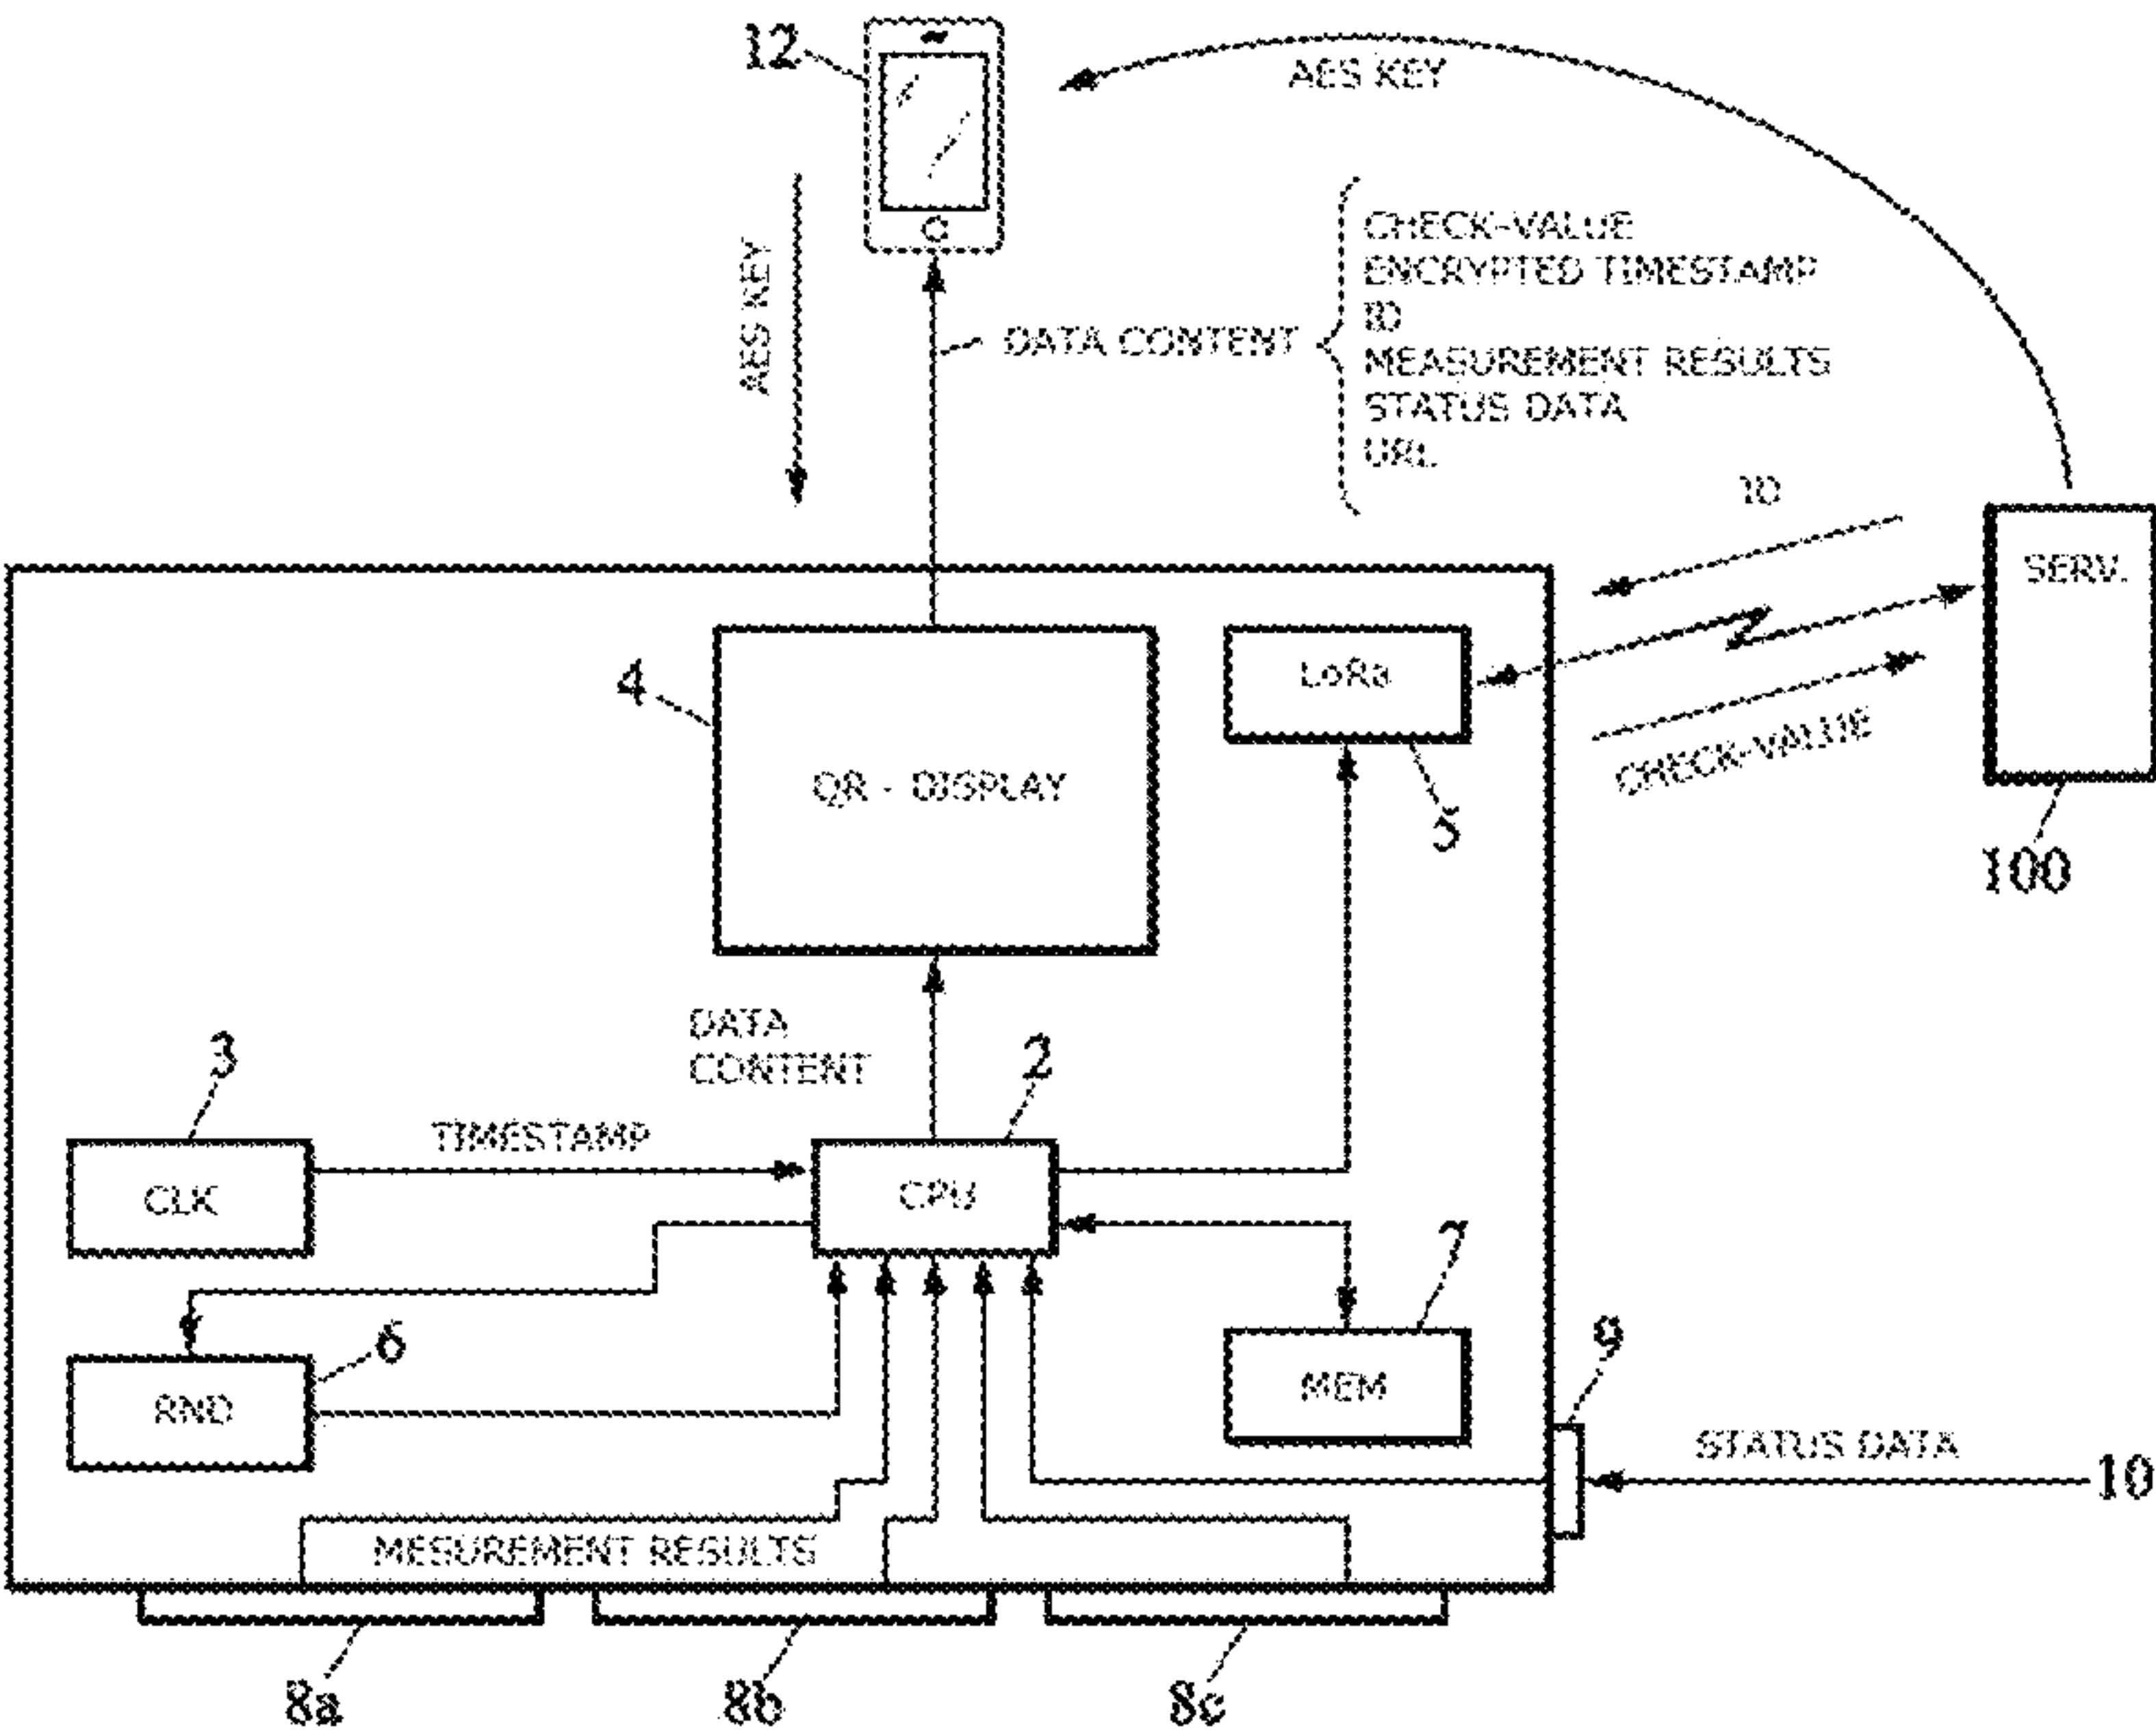 12
AES KEY
AES KEY
DATA CONTENT
CHECK-VALUE
ENCRYPTED TIMESTAMP
ID
MEASUREMENT RESULTS
STATUS DATA
URL
ID
SERV.
4
LoRa
QR - DISPLAY
CHECK-VALUE
5
100
DATA
CONTENT
3
2
TIMESTAMP
CLK
CPU
7
6
9
RND
MEM
STATUS DATA
10
MESUREMENT RESULTS
8a
8b
8c